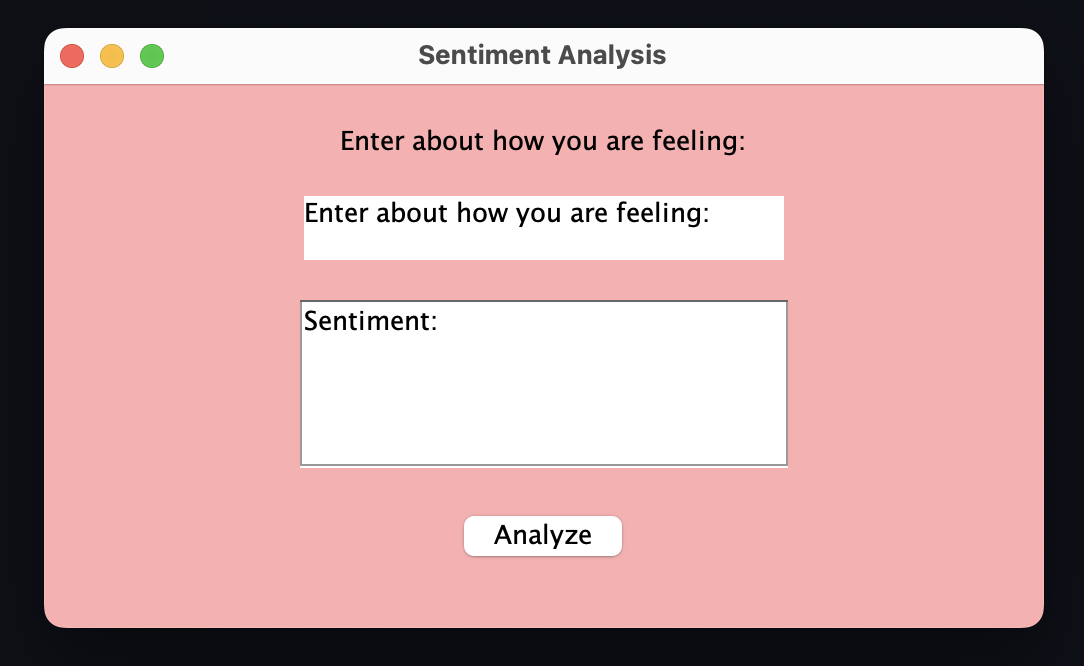 Sentiment Analysis
Enter about how you are feeling:
Enter about how you are feeling:
Sentiment:
Analyze